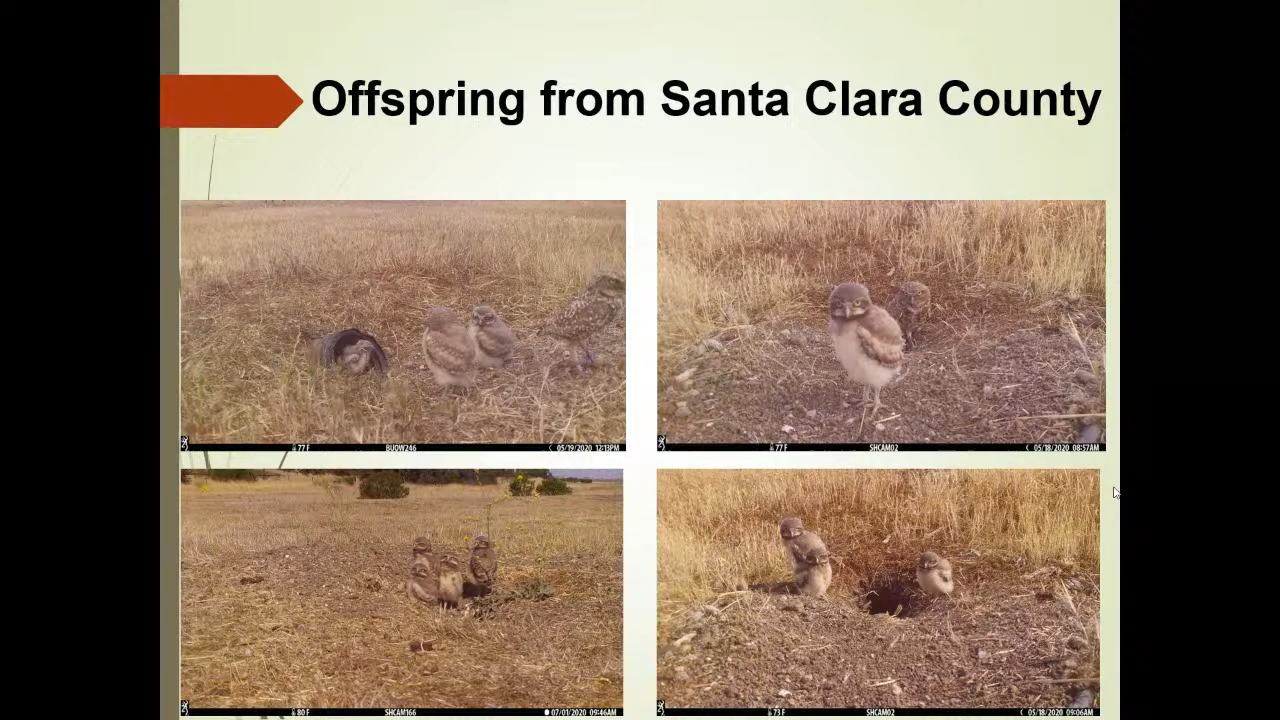 Offspring from Santa Clara County
77 F BUOW246 05/19/2020 12:13PM
77 F SHCAM02 05/18/2020 08:57AM
80 F SHCAM166 07/01/2020 09:46AM
73 F SHCAM02 05/18/2020 09:06AM